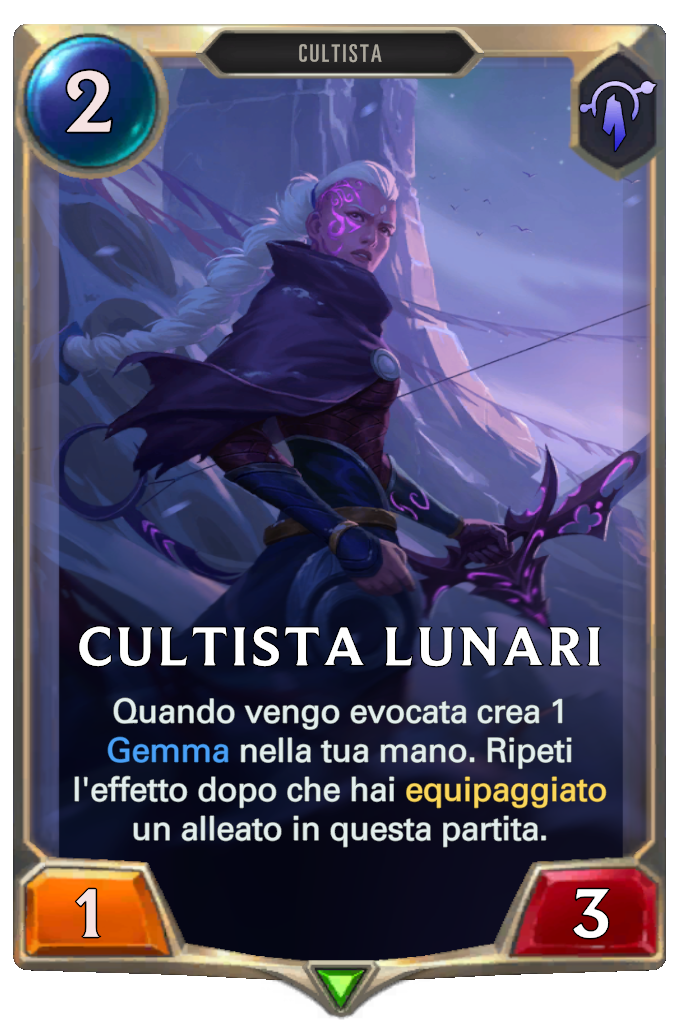 CULTISTA
2
CULTISTA LUNARI
Quando vengo evocata crea 1
Gemma nella tua mano. Ripeti
l'effetto dopo che hai equipaggiato
un alleato in questa partita.
1
3